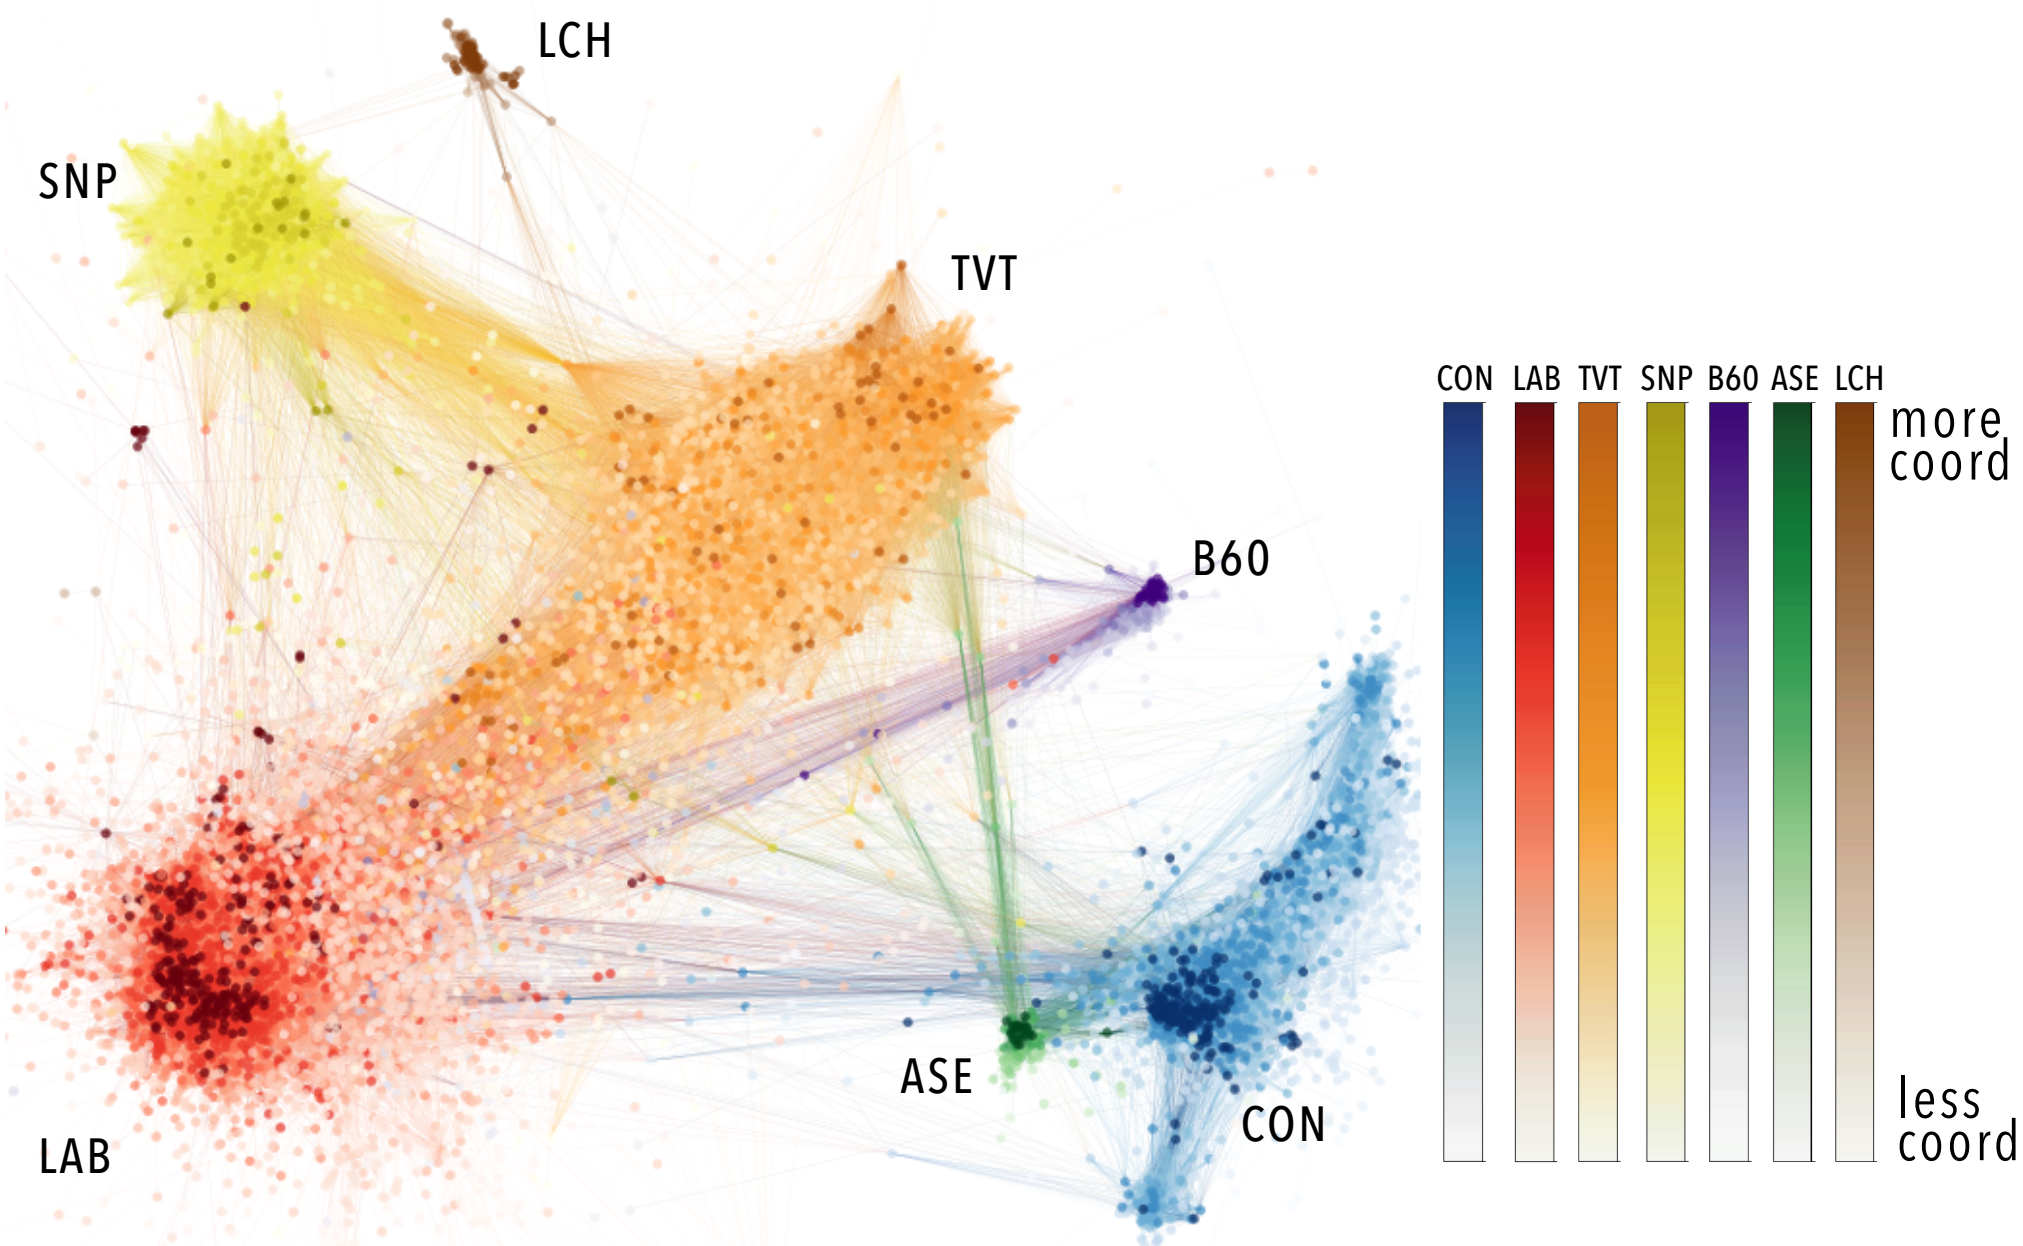 LCH
SNP
TVT
B60
ASE
CON
LAB
CON LAB TVT SNP B60 ASE LCH
more
coord
less
coord